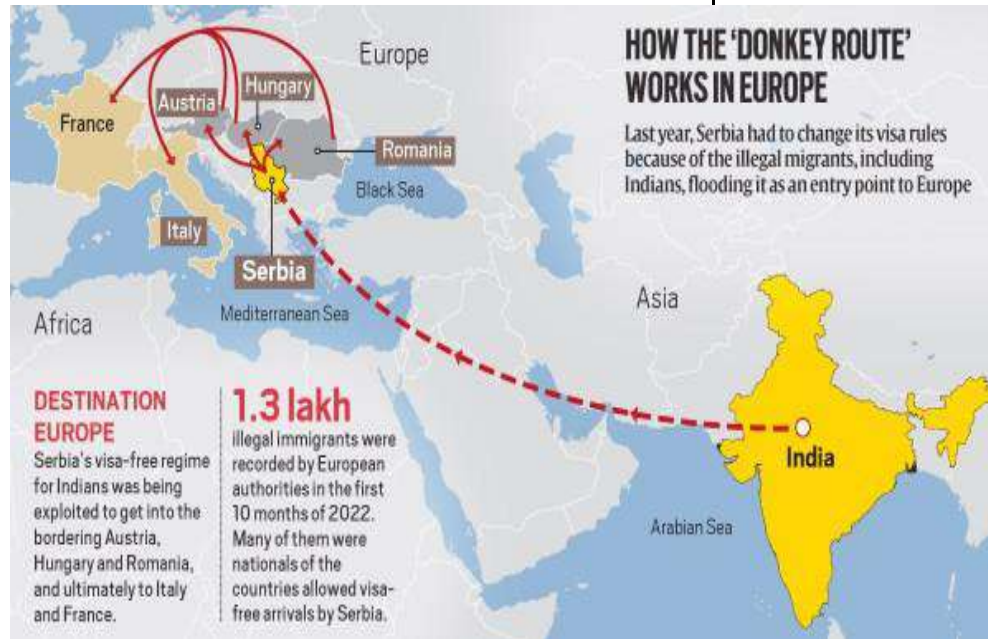 HOW THE 'DONKEY ROUTE'
WORKS IN EUROPE
Last year, Serbia had to change its visa rules
because of the illegal migrants, including
Indians, flooding it as an entry point to Europe
Europe
Hungary
Austria
France
Romania
Black Sea
Italy
Serbia
Mediterranean Sea
Africa
Asia
India
Arabian Sea
DESTINATION
EUROPE
Serbia's visa-free regime
for Indians was being
exploited to get into the
bordering Austria,
Hungary and Romania,
and ultimately to Italy
and France.
1.3 lakh
illegal immigrants were
recorded by European
authorities in the first
10 months of 2022.
Many of them were
nationals of the
countries allowed visa-
free arrivals by Serbia.